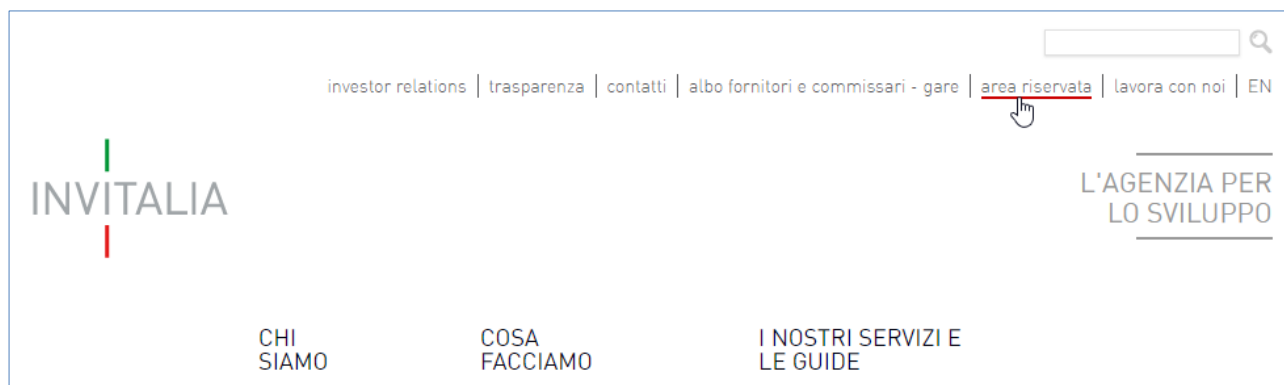 investor relations | trasparenza | contatti | albo fornitori e commissari - gare | area riservata | lavora con noi | EN
INVITALIA
L'AGENZIA PER
LO SVILUPPO
CHI
SIAMO
COSA
FACCIAMO
I NOSTRI SERVIZI E
LE GUIDE